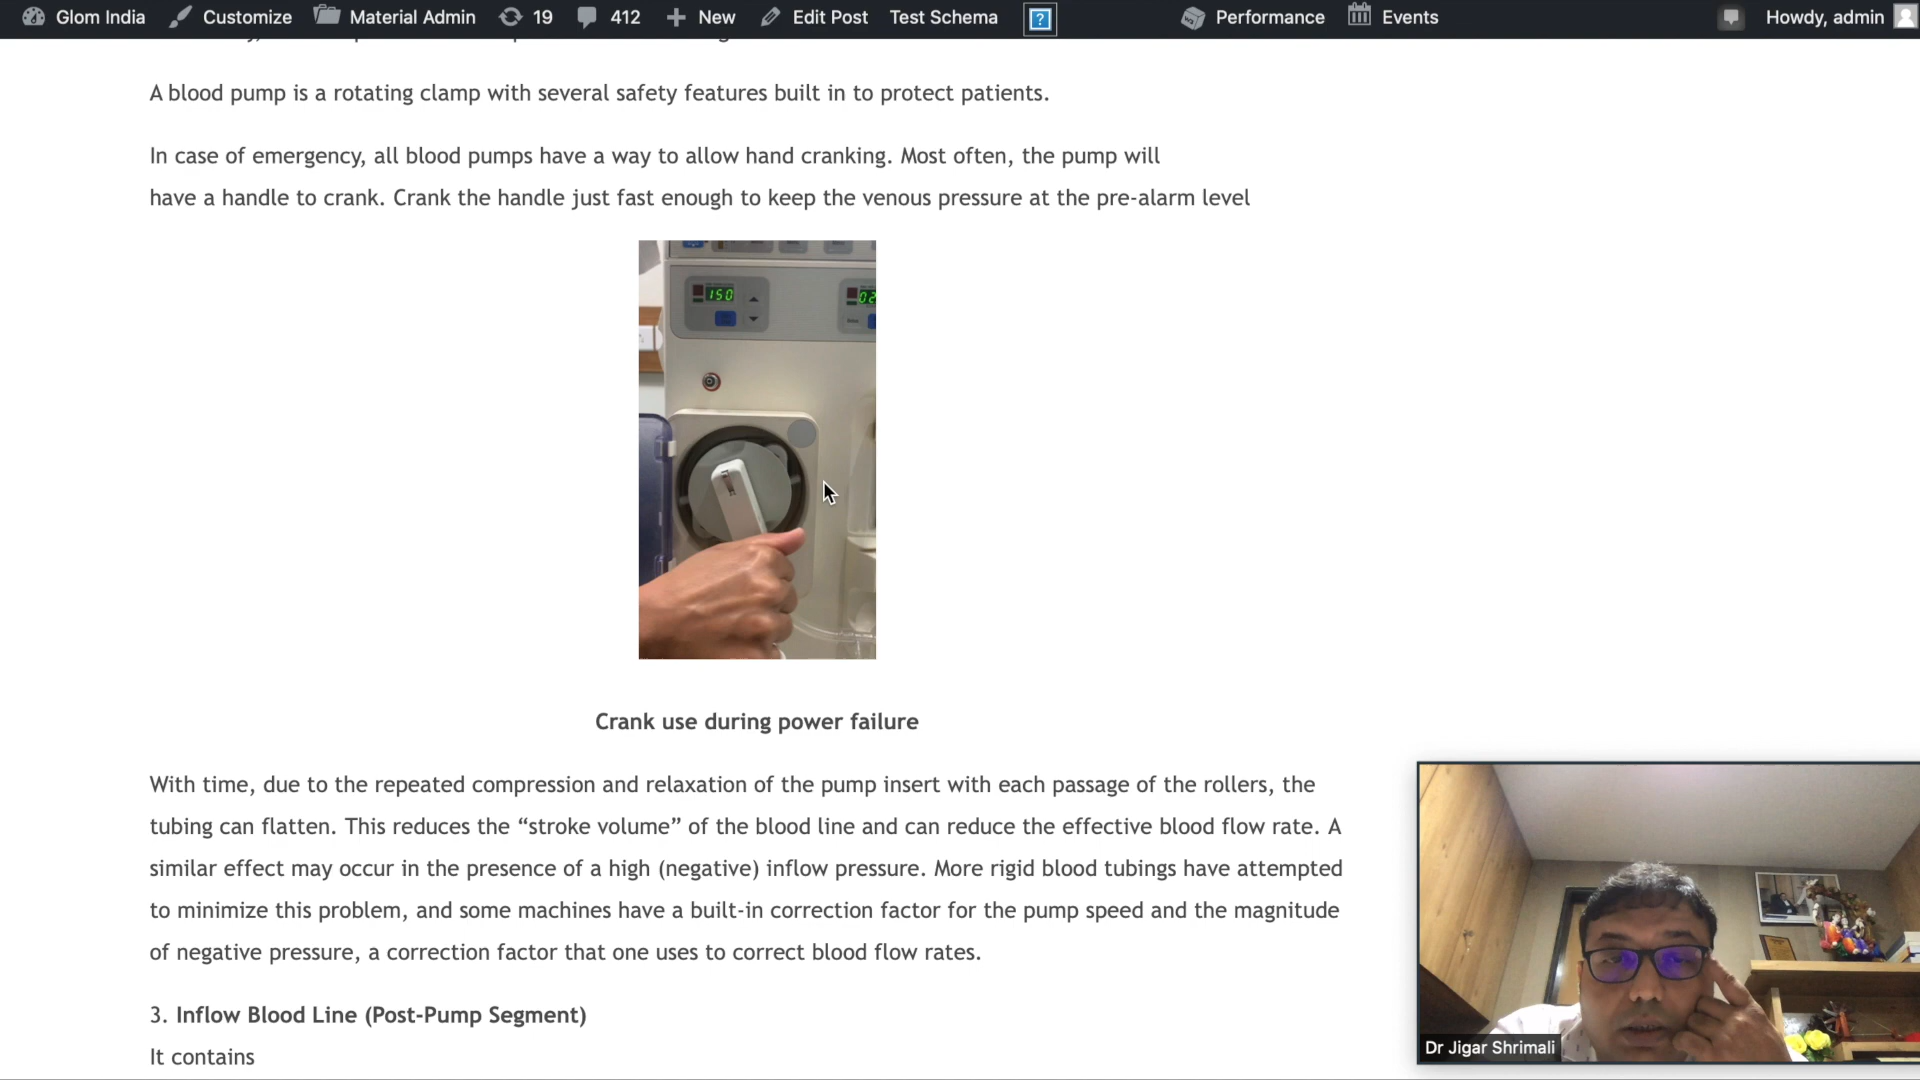 Glom India Customize Material Admin 19 412 New Edit Post Test Schema Performance Events Howdy, admin
A blood pump is a rotating clamp with several safety features built in to protect patients.
In case of emergency, all blood pumps have a way to allow hand cranking. Most often, the pump will
have a handle to crank. Crank the handle just fast enough to keep the venous pressure at the pre-alarm level
150
Crank use during power failure
With time, due to the repeated compression and relaxation of the pump insert with each passage of the rollers, the
tubing can flatten. This reduces the “stroke volume” of the blood line and can reduce the effective blood flow rate. A
similar effect may occur in the presence of a high (negative) inflow pressure. More rigid blood tubings have attempted
to minimize this problem, and some machines have a built-in correction factor for the pump speed and the magnitude
of negative pressure, a correction factor that one uses to correct blood flow rates.
3. Inflow Blood Line (Post-Pump Segment)
It contains
Dr Jigar Shrimali